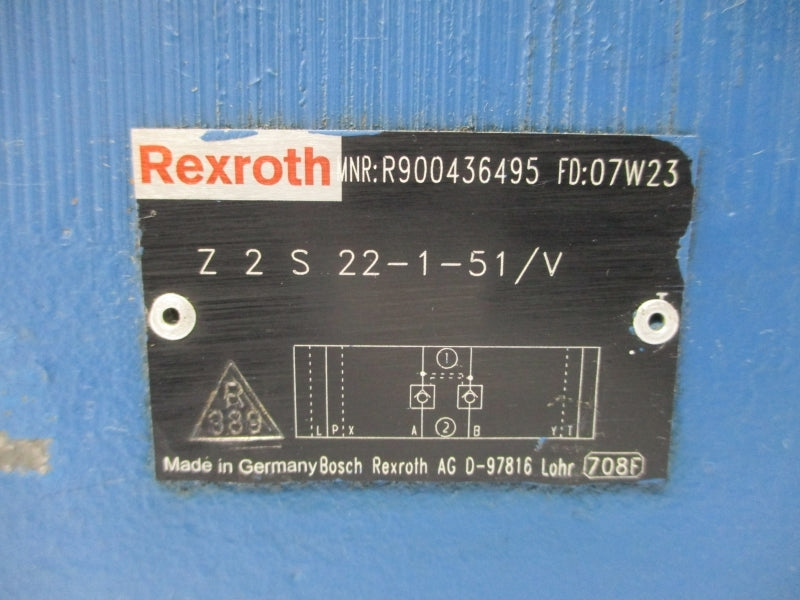 Rexroth MNR:R900436495 FD:07W23
Z 2 S 22-1-51/V
1
L P X A 2 B Y T
R
389
Made in Germany Bosch Rexroth AG D-97816 Lohr 708F